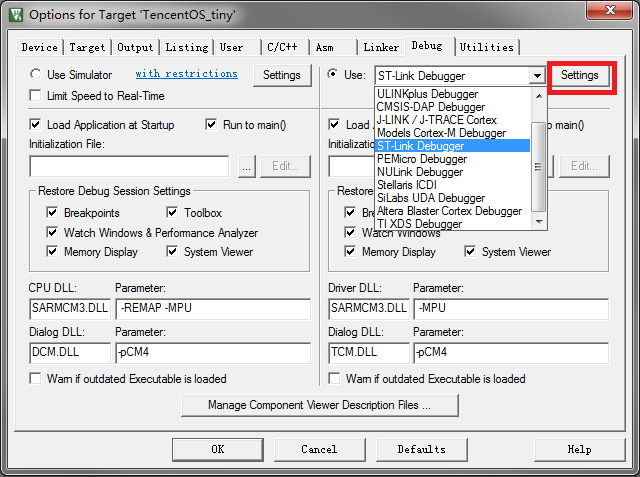 Options for Target 'TencentOS_tiny'
Device Target Output Listing User C/C++ Asm Linker Debug Utilities
Use Simulator with restrictions Settings
Limit Speed to Real-Time
Load Application at Startup Run to main()
Initialization File:
... Edit...
Restore Debug Session Settings
Breakpoints Toolbox
Watch Windows & Performance Analyzer
Memory Display System Viewer
CPU DLL: Parameter:
SARMCM3.DLL -REMAP -MPU
Dialog DLL: Parameter:
DCM.DLL -pCM4
Warn if outdated Executable is loaded
Use: ST-Link Debugger Settings
ULINKplus Debugger
CMSIS-DAP Debugger
J-LINK / J-TRACE Cortex
Models Cortex-M Debugger
ST-Link Debugger
PEMicro Debugger
NULink Debugger
Stellaris ICDI
SiLabs UDA Debugger
Altera Blaster Cortex Debugger
TI XDS Debugger
Edit...
Watch Windows
Memory Display System Viewer
Driver DLL: Parameter:
SARMCM3.DLL -MPU
Dialog DLL: Parameter:
TCM.DLL -pCM4
Warn if outdated Executable is loaded
Manage Component Viewer Description Files ...
OK Cancel Defaults Help